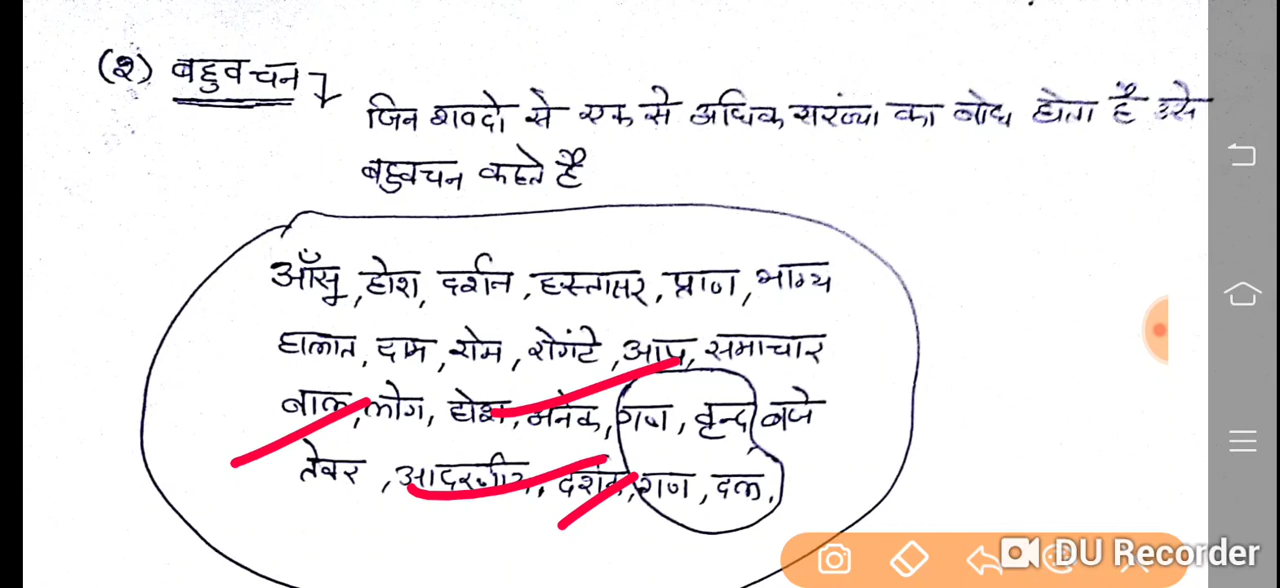 (२) बहुवचन →
जिन शब्दो से एक से अधिक संख्या का बोध होता है उसे
बहुवचन कहते है
आँसू, होश, दर्शन, हस्ताक्षर, प्राण, भाग्य
हालात, दाम, रोम, रोगंटे, आप, समाचार
बाल, लोग, होश, अनेक, गण, वृन्द बजे
तेवर, आदरणीय, दर्शक, गण, दल,
DU Recorder